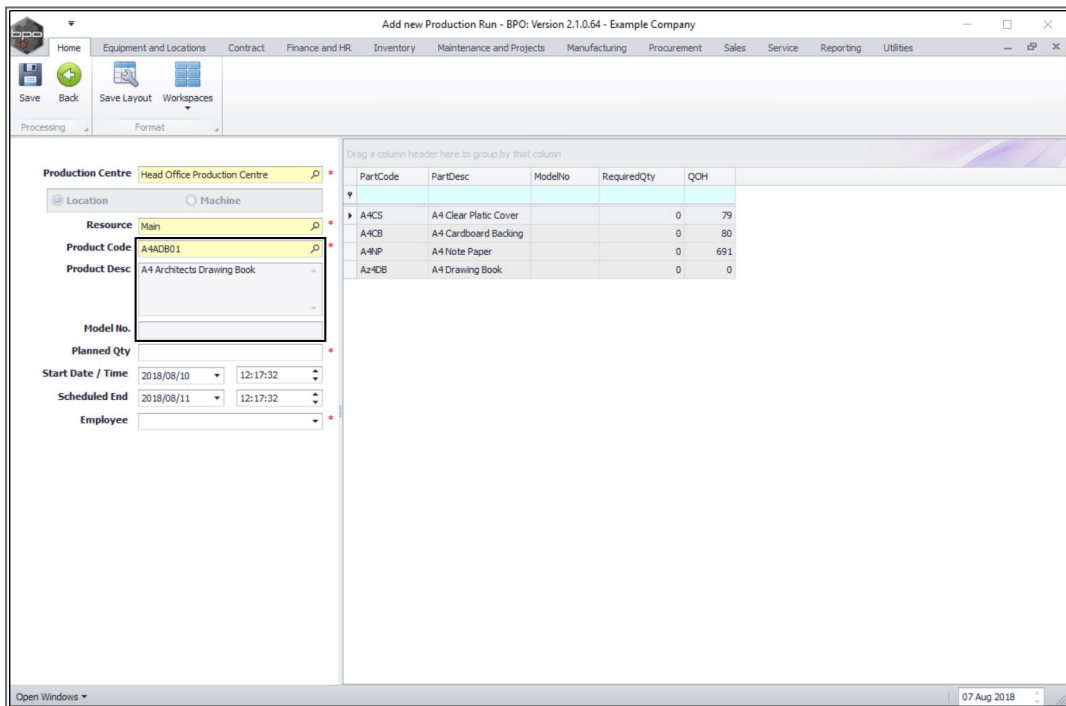 Add new Production Run - BPO: Version 2.1.0.64 - Example Company
bpo
Home Equipment and Locations Contract Finance and HR Inventory Maintenance and Projects Manufacturing Procurement Sales Service Reporting Utilities
Save Back Save Layout Workspaces
Processing Format
Drag a column header here to group by that column
Production Centre Head Office Production Centre *
Location Machine
Resource Main *
Product Code A4ADB01 *
Product Desc A4 Architects Drawing Book
Model No.
Planned Qty *
Start Date / Time 2018/08/10 12:17:32
Scheduled End 2018/08/11 12:17:32
Employee *
PartCode PartDesc ModelNo RequiredQty QOH
A4CS A4 Clear Platic Cover 0 79
A4CB A4 Cardboard Backing 0 80
A4NP A4 Note Paper 0 691
Az4DB A4 Drawing Book 0 0
Open Windows 07 Aug 2018